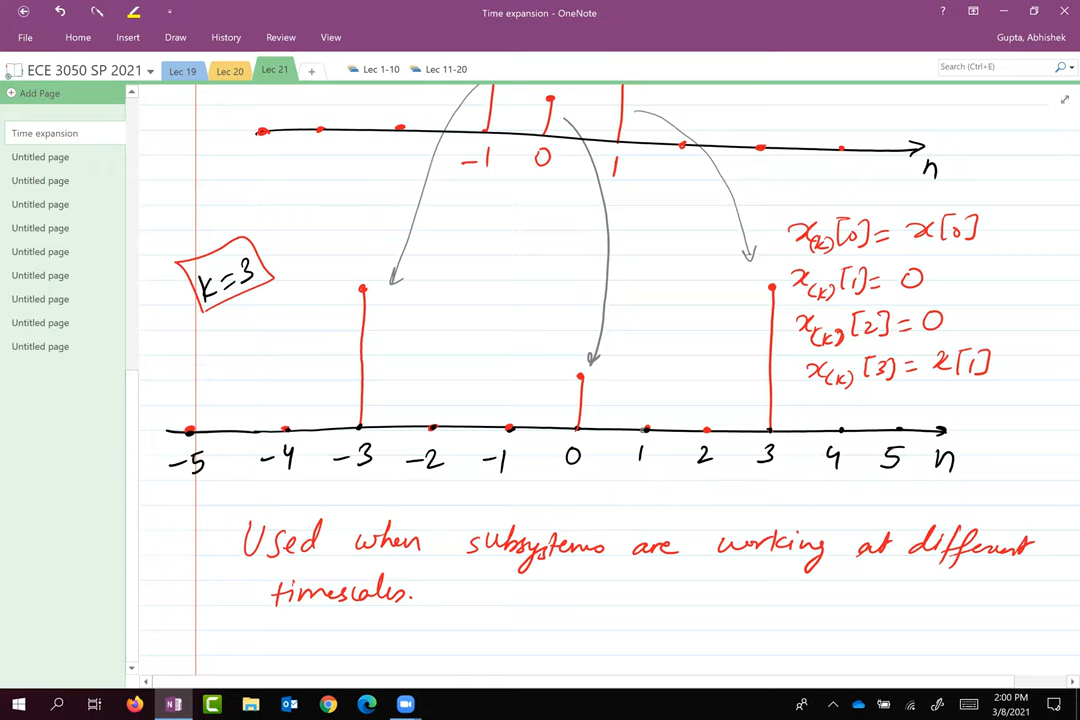 Time expansion - OneNote
?
File Home Insert Draw History Review View
Gupta, Abhishek
ECE 3050 SP 2021 Lec 19 Lec 20 Lec 21 + Lec 1-10 Lec 11-20
Search (Ctrl+E)
Add Page
Time expansion
Untitled page
Untitled page
Untitled page
Untitled page
Untitled page
Untitled page
Untitled page
Untitled page
Untitled page
-1 0 1 n
K=3
x(k)[0] = x[0]
x(k)[1] = 0
x(k)[2] = 0
x(k)[3] = x[1]
-5 -4 -3 -2 -1 0 1 2 3 4 5 n
Used when subsystems are working at different
timescales.
2:00 PM
3/8/2021